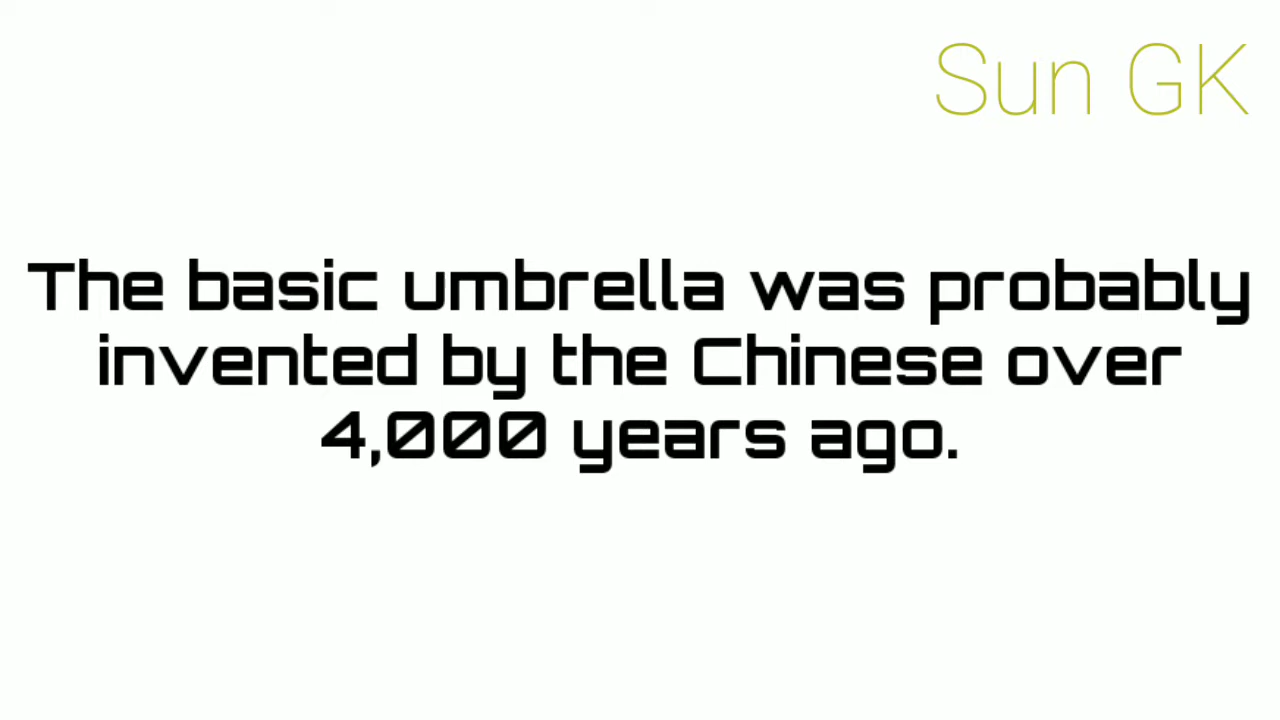 Sun GK
The basic umbrella was probably
invented by the Chinese over
4,000 years ago.